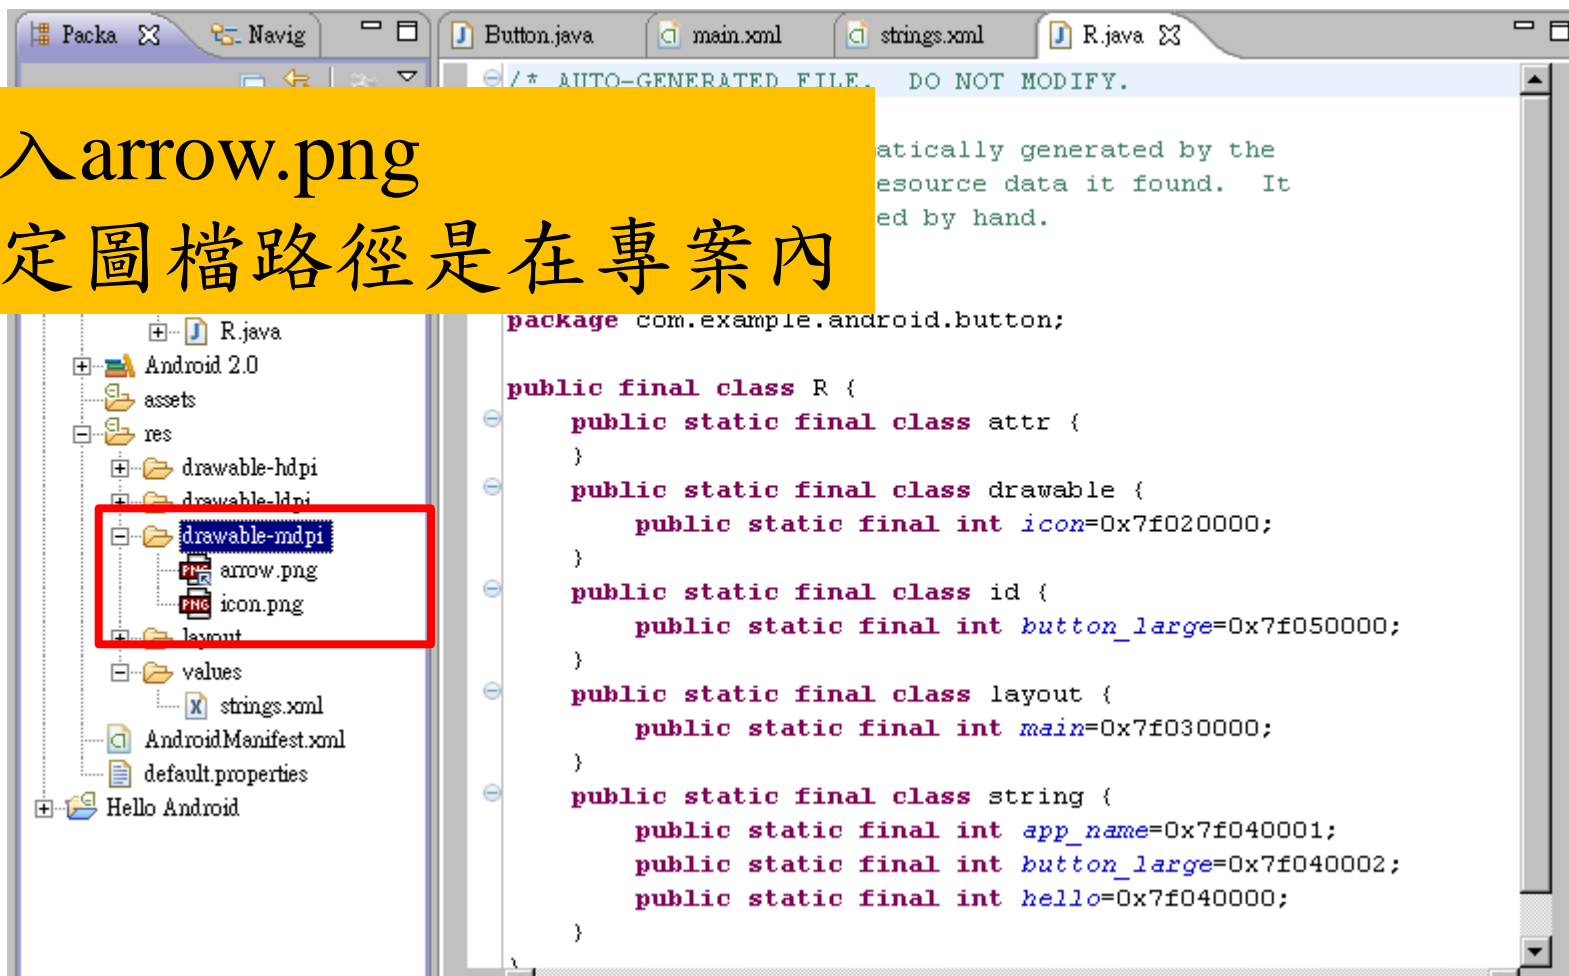 Packa
Navig
Button.java
main.xml
strings.xml
R.java
/* AUTO-GENERATED FILE. DO NOT MODIFY.
入arrow.png
定圖檔路徑是在專案內
atically generated by the
esource data it found. It
ed by hand.
R.java
Android 2.0
assets
res
drawable-hdpi
drawable-ldpi
drawable-mdpi
arrow.png
icon.png
layout
values
strings.xml
AndroidManifest.xml
default.properties
Hello Android
package com.example.android.button;
public final class R {
public static final class attr {
}
public static final class drawable {
public static final int icon=0x7f020000;
}
public static final class id {
public static final int button_large=0x7f050000;
}
public static final class layout {
public static final int main=0x7f030000;
}
public static final class string {
public static final int app_name=0x7f040001;
public static final int button_large=0x7f040002;
public static final int hello=0x7f040000;
}
}